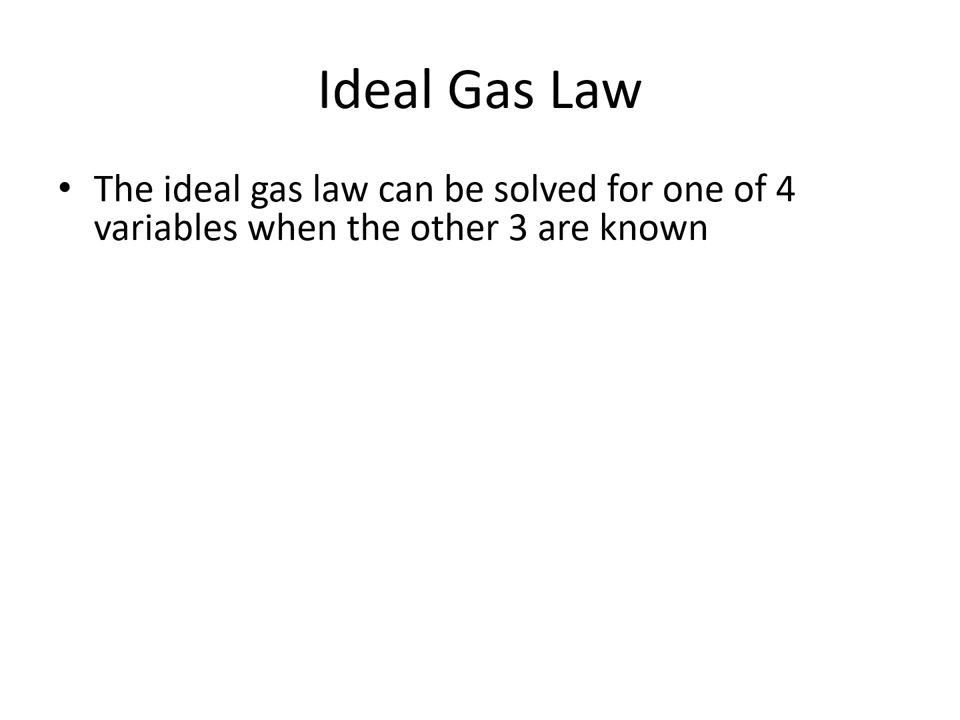 Ideal Gas Law
• The ideal gas law can be solved for one of 4
variables when the other 3 are known